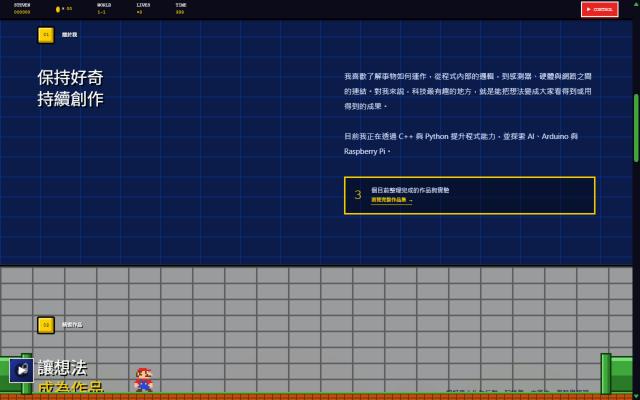 STEVEN
000000
× 00
WORLD
1-1
LIVES
×3
TIME
999
▶ CONTROL
01
關於我
保持好奇
持續創作
我喜歡了解事物如何運作，從程式內部的邏輯，到感測器、硬體與網路之間
的連結。對我來說，科技最有趣的地方，就是能把想法變成大家看得到或用
得到的成果。
目前我正在透過 C++ 與 Python 提升程式能力，並探索 AI、Arduino 與
Raspberry Pi。
3
個目前整理完成的作品與實驗
瀏覽完整作品集 →
02
精選作品
讓想法
成為作品